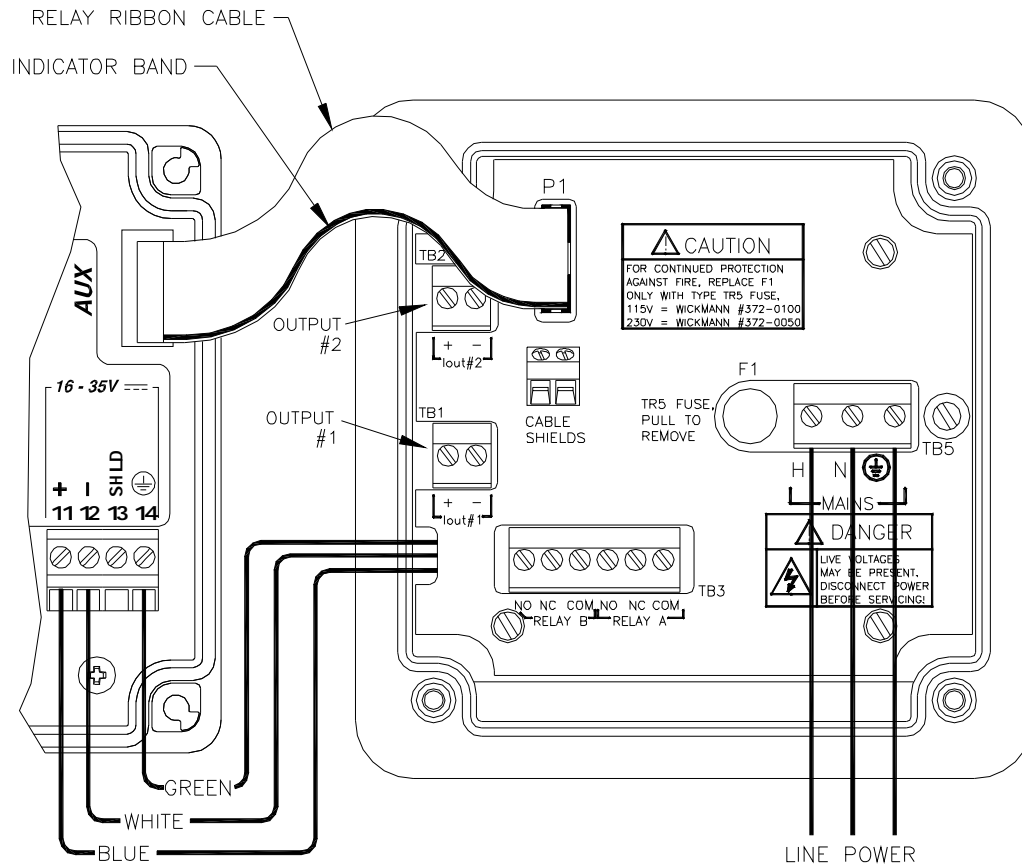 RELAY RIBBON CABLE
INDICATOR BAND
P1
CAUTION
FOR CONTINUED PROTECTION
AGAINST FIRE, REPLACE F1
ONLY WITH TYPE TR5 FUSE,
115V = WICKMANN #372-0100
230V = WICKMANN #372-0050
TB2
AUX
OUTPUT
#2
+ -
Iout#2
16 - 35V
F1
TR5 FUSE,
PULL TO
REMOVE
CABLE
SHIELDS
TB1
OUTPUT
#1
TB5
+ -
Iout#1
H N
MAINS
+ - SHLD
11 12 13 14
DANGER
LIVE VOLTAGES
MAY BE PRESENT.
DISCONNECT POWER
BEFORE SERVICING!
TB3
NO NC COM NO NC COM
RELAY B RELAY A
GREEN
WHITE
BLUE
LINE POWER